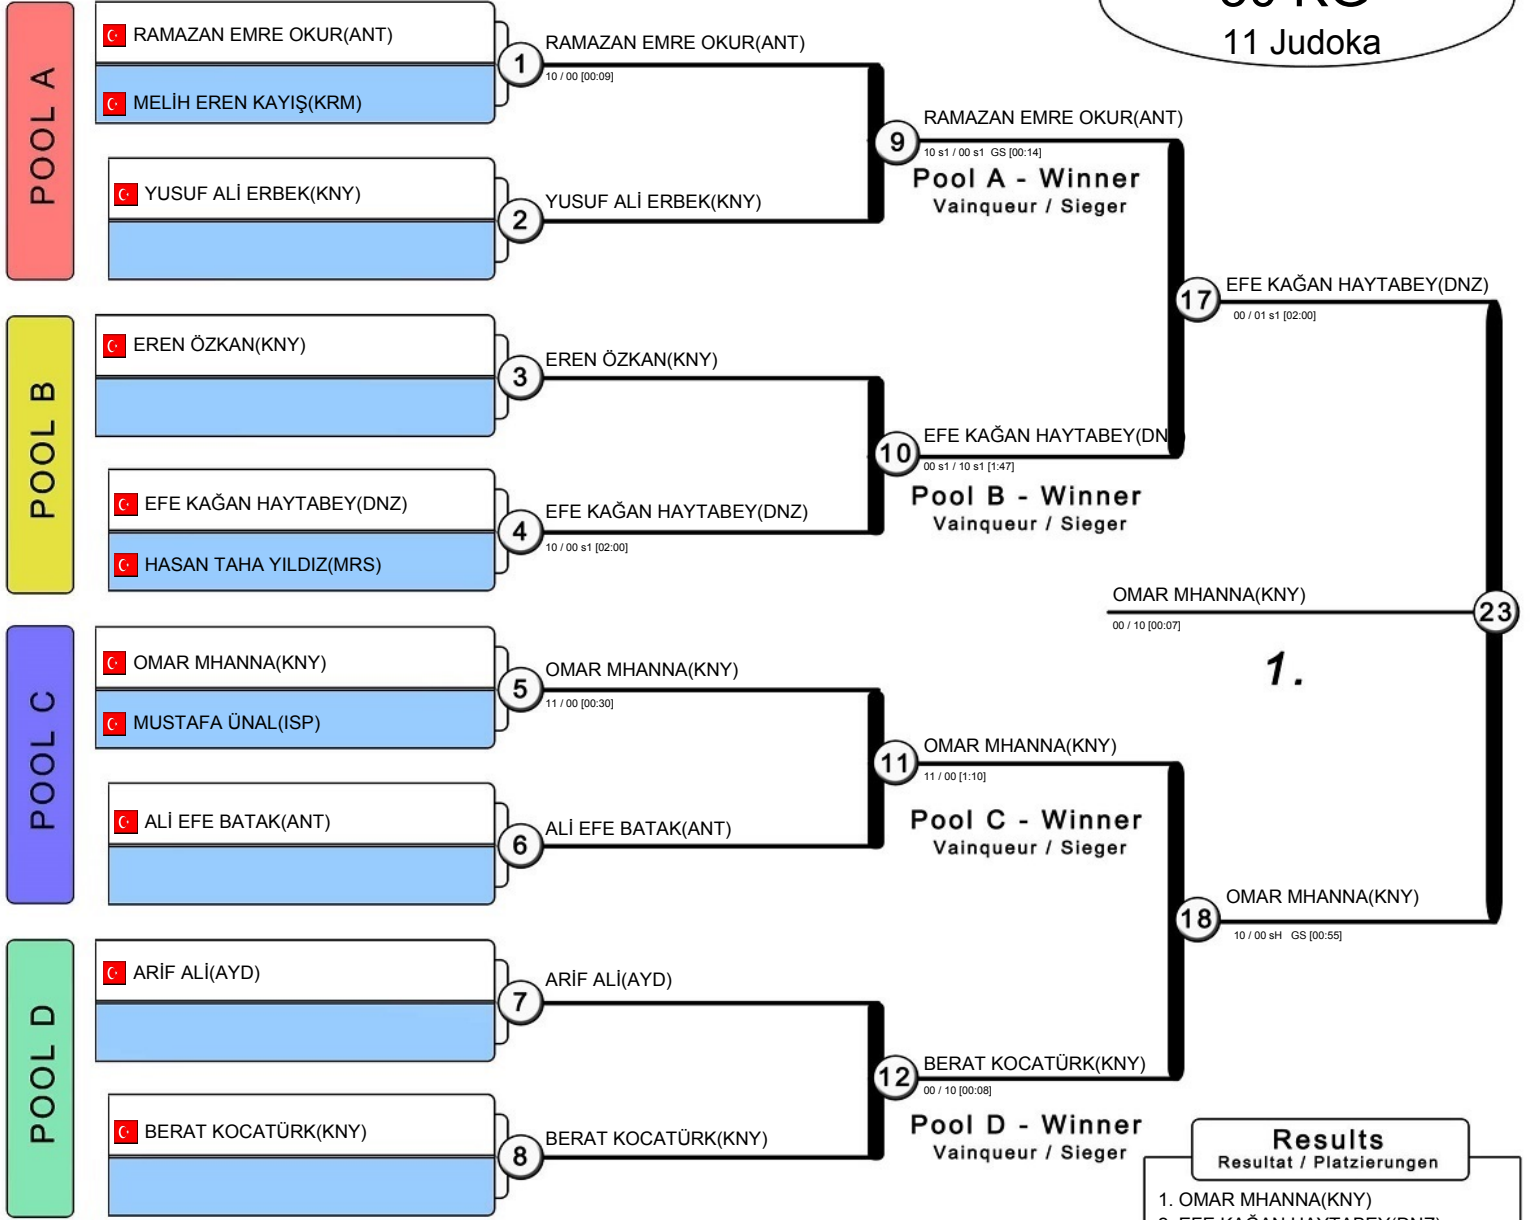 11 Judoka
POOL A
RAMAZAN EMRE OKUR(ANT)
MELİH EREN KAYIŞ(KRM)
1
RAMAZAN EMRE OKUR(ANT)
10 / 00 [00:09]
YUSUF ALİ ERBEK(KNY)
2
YUSUF ALİ ERBEK(KNY)
9
RAMAZAN EMRE OKUR(ANT)
10 s1 / 00 s1 GS [00:14]
Pool A - Winner
Vainqueur / Sieger
POOL B
EREN ÖZKAN(KNY)
3
EREN ÖZKAN(KNY)
EFE KAĞAN HAYTABEY(DNZ)
HASAN TAHA YILDIZ(MRS)
4
EFE KAĞAN HAYTABEY(DNZ)
10 / 00 s1 [02:00]
10
EFE KAĞAN HAYTABEY(DN
00 s1 / 10 s1 [1:47]
Pool B - Winner
Vainqueur / Sieger
17
EFE KAĞAN HAYTABEY(DNZ)
00 / 01 s1 [02:00]
POOL C
OMAR MHANNA(KNY)
MUSTAFA ÜNAL(ISP)
5
OMAR MHANNA(KNY)
11 / 00 [00:30]
ALİ EFE BATAK(ANT)
6
ALİ EFE BATAK(ANT)
11
OMAR MHANNA(KNY)
11 / 00 [1:10]
Pool C - Winner
Vainqueur / Sieger
POOL D
ARİF ALİ(AYD)
7
ARİF ALİ(AYD)
BERAT KOCATÜRK(KNY)
8
BERAT KOCATÜRK(KNY)
12
BERAT KOCATÜRK(KNY)
00 / 10 [00:08]
Pool D - Winner
Vainqueur / Sieger
18
OMAR MHANNA(KNY)
10 / 00 sH GS [00:55]
OMAR MHANNA(KNY)
23
00 / 10 [00:07]
1.
Results
Resultat / Platzierungen
1. OMAR MHANNA(KNY)